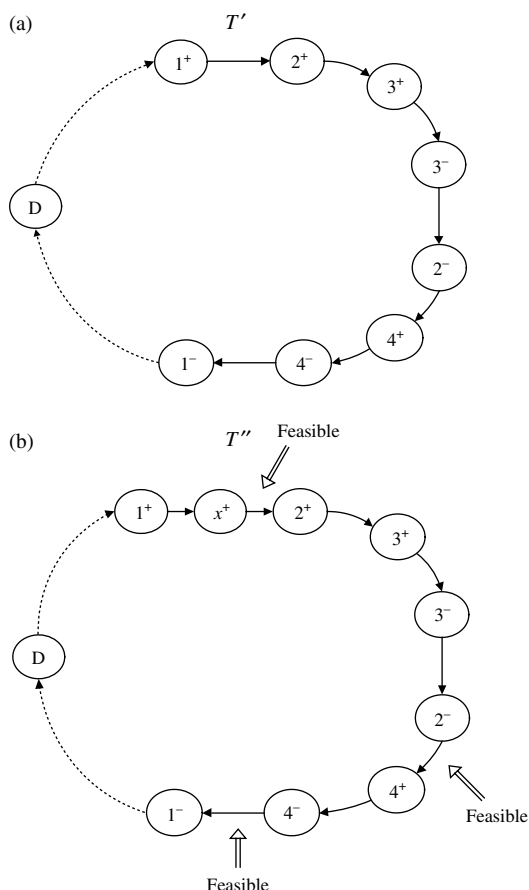 (a)
T′
1⁺ 2⁺
3⁺
3⁻
D
2⁻
4⁺
1⁻ 4⁻
(b)
T″ Feasible
1⁺ x⁺ 2⁺
3⁺
3⁻
D
2⁻
4⁺
1⁻ 4⁻
Feasible
Feasible